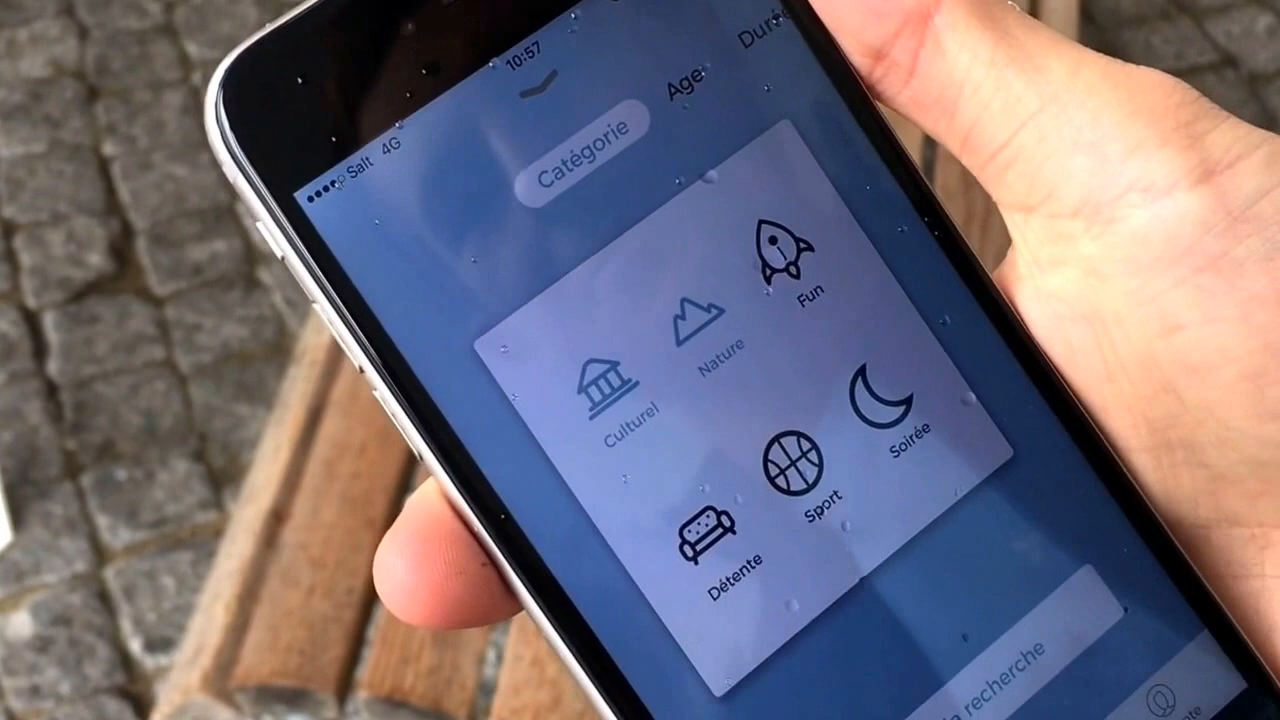 Salt 4G 10:57
Catégorie Age Durée
Culturel Nature Fun
Détente Sport Soirée
recherche